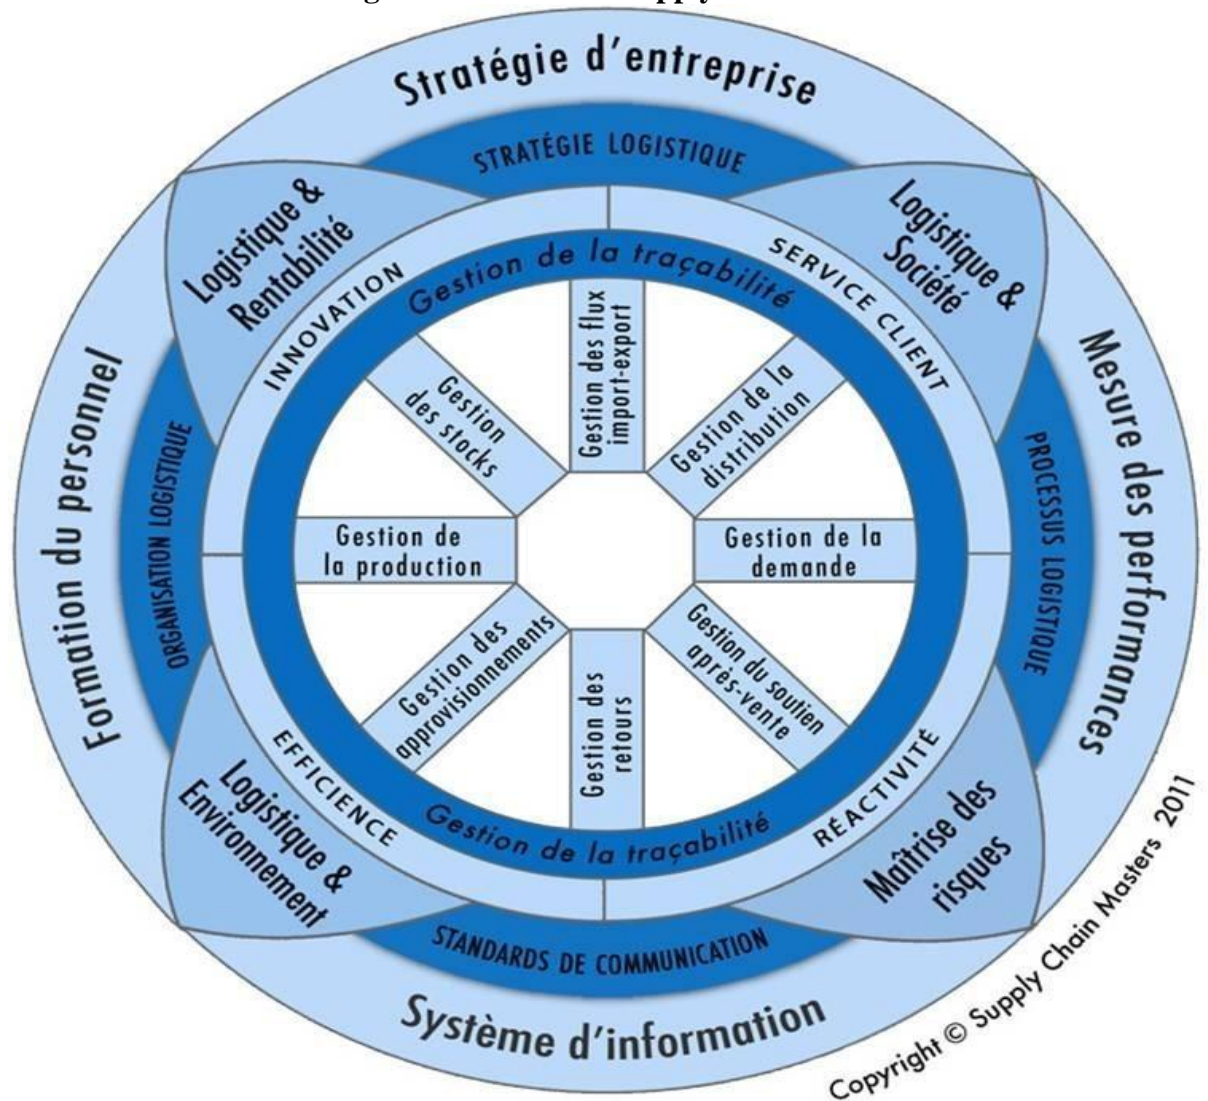 Supply
Stratégie d'entreprise
STRATÉGIE LOGISTIQUE
Logistique &
Rentabilité
Logistique &
Société
INNOVATION
SERVICE CLIENT
Gestion de la traçabilité
Gestion
des stocks
Gestion des flux
import-export
Gestion de la
distribution
Formation du personnel
ORGANISATION LOGISTIQUE
Gestion de
la production
Gestion de la
demande
PROCESSUS LOGISTIQUE
Mesure des performances
Gestion des
approvisionnements
Gestion des
retours
Gestion du soutien
après-vente
Gestion de la traçabilité
EFFICIENCE
RÉACTIVITÉ
Logistique &
Environnement
Maîtrise des
risques
STANDARDS DE COMMUNICATION
Système d'information
Copyright © Supply Chain Masters 2011